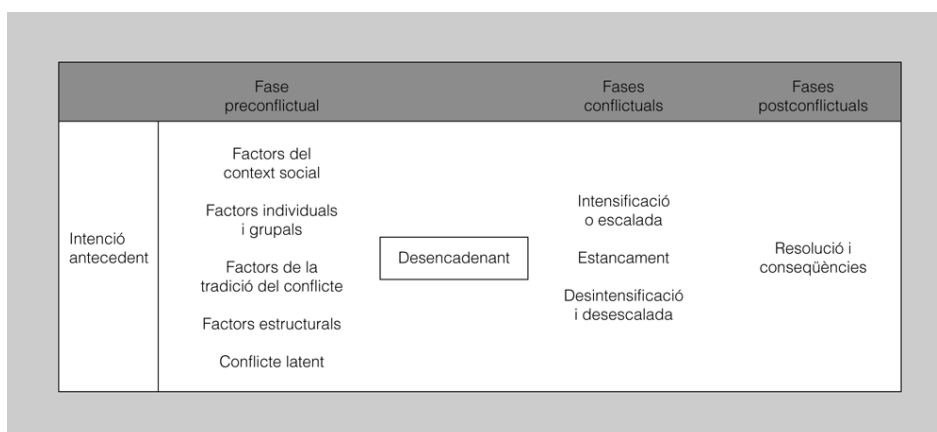 Fase
preconflictual
Fases
conflictuals
Fases
postconflictuals
Intenció
antecedent
Factors del
context social
Factors individuals
i grupals
Factors de la
tradició del conflicte
Factors estructurals
Conflicte latent
Desencadenant
Intensificació
o escalada
Estancament
Desintensificació
i desescalada
Resolució i
conseqüències